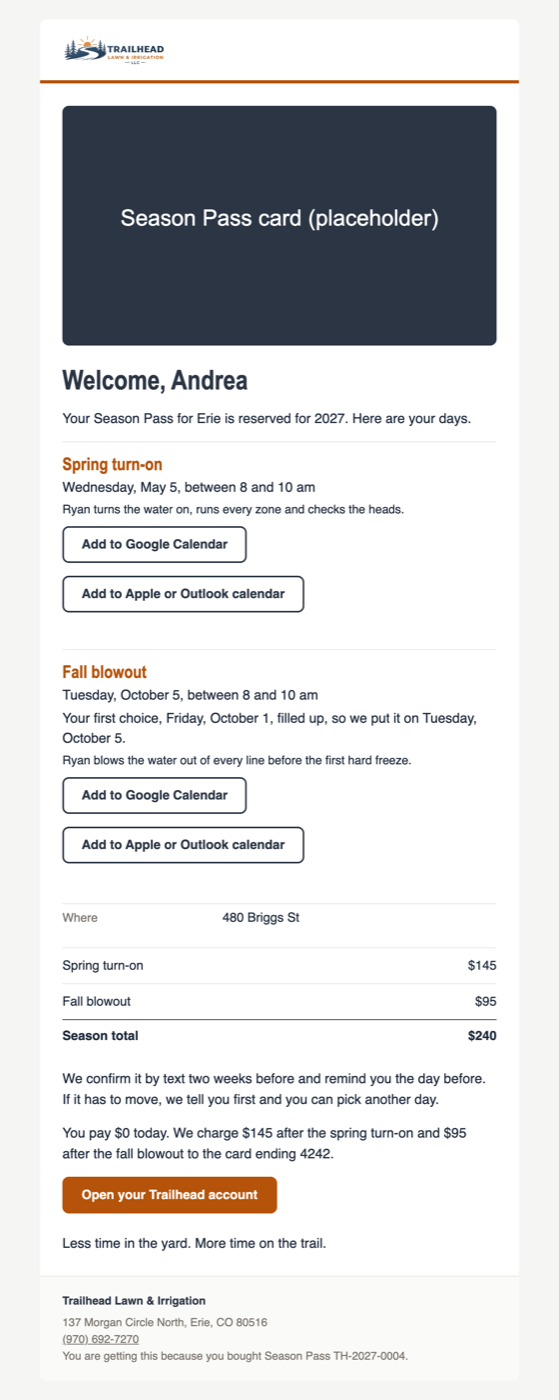 TRAILHEAD
LAWN & IRRIGATION
LLC
Season Pass card (placeholder)
Welcome, Andrea
Your Season Pass for Erie is reserved for 2027. Here are your days.
Spring turn-on
Wednesday, May 5, between 8 and 10 am
Ryan turns the water on, runs every zone and checks the heads.
Add to Google Calendar
Add to Apple or Outlook calendar
Fall blowout
Tuesday, October 5, between 8 and 10 am
Your first choice, Friday, October 1, filled up, so we put it on Tuesday,
October 5.
Ryan blows the water out of every line before the first hard freeze.
Add to Google Calendar
Add to Apple or Outlook calendar
Where 480 Briggs St
Spring turn-on $145
Fall blowout $95
Season total $240
We confirm it by text two weeks before and remind you the day before.
If it has to move, we tell you first and you can pick another day.
You pay $0 today. We charge $145 after the spring turn-on and $95
after the fall blowout to the card ending 4242.
Open your Trailhead account
Less time in the yard. More time on the trail.
Trailhead Lawn & Irrigation
137 Morgan Circle North, Erie, CO 80516
(970) 692-7270
You are getting this because you bought Season Pass TH-2027-0004.